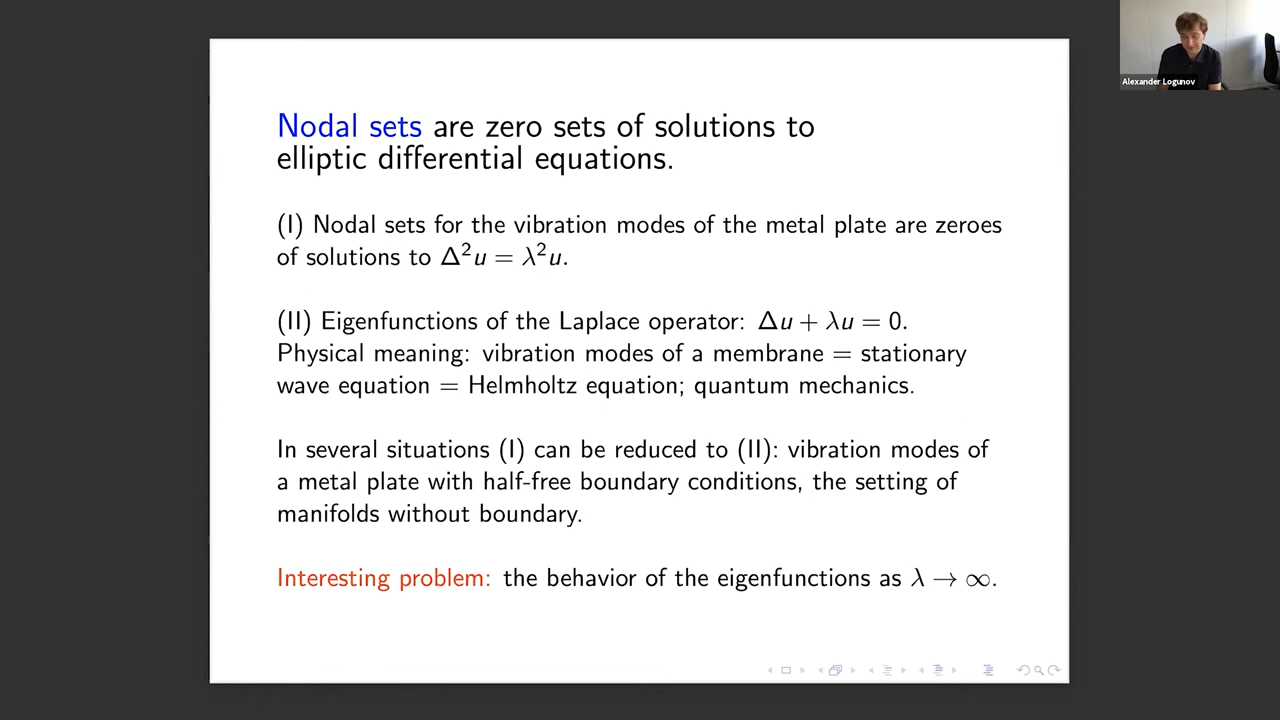 Alexander Logunov
Nodal sets are zero sets of solutions to
elliptic differential equations.
(I) Nodal sets for the vibration modes of the metal plate are zeroes
of solutions to Δ²u = λ²u.
(II) Eigenfunctions of the Laplace operator: Δu + λu = 0.
Physical meaning: vibration modes of a membrane = stationary
wave equation = Helmholtz equation; quantum mechanics.
In several situations (I) can be reduced to (II): vibration modes of
a metal plate with half-free boundary conditions, the setting of
manifolds without boundary.
Interesting problem: the behavior of the eigenfunctions as λ → ∞.